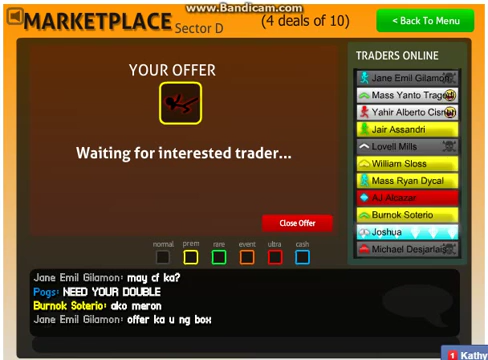 www.Bandicam.com
MARKETPLACE Sector D
(4 deals of 10)
< Back To Menu
YOUR OFFER
Waiting for interested trader...
Close Offer
normal prem rare event ultra cash
TRADERS ONLINE
Jane Emil Gilamon
Mass Yanto Traged
Yahir Alberto Cisner
Jair Assandri
Lovell Mills
William Sloss
Mass Ryan Dycal
AJ Alcazar
Burnok Soterio
Joshua
Michael Desjarlais
Jane Emil Gilamon: may cf ka?
Pogs: NEED YOUR DOUBLE
Burnok Soterio: ako meron
Jane Emil Gilamon: offer ka u ng box
1 Kathy